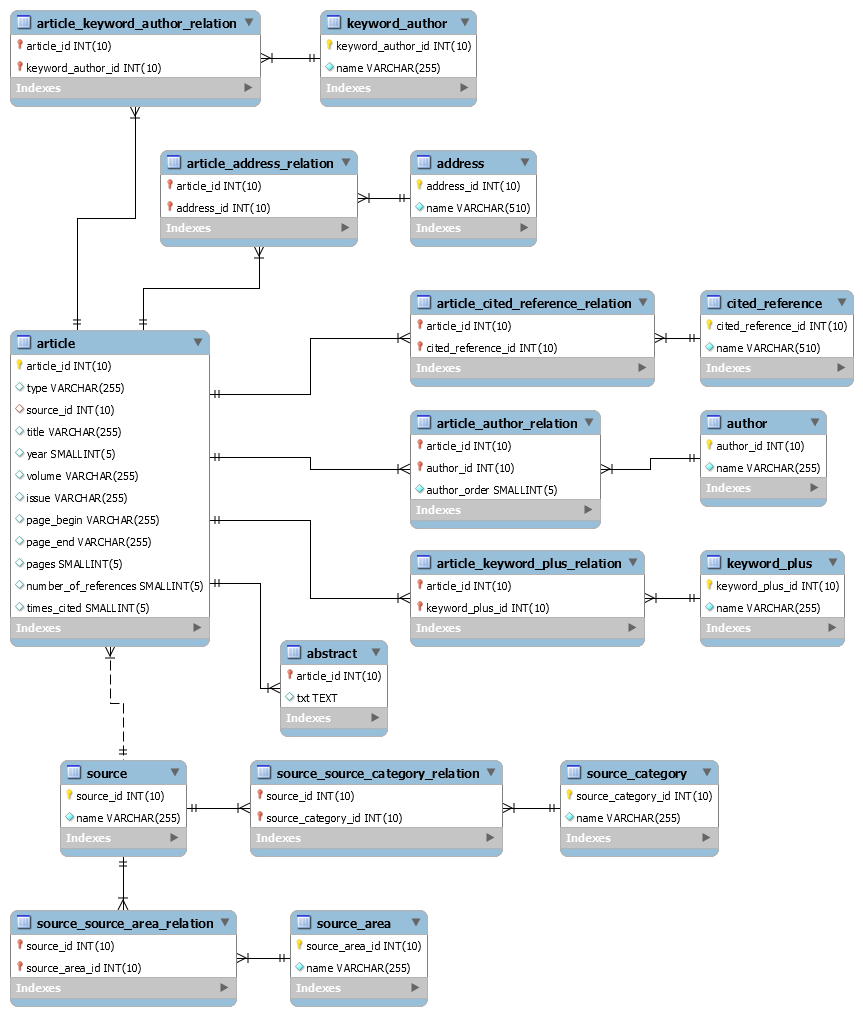 article_keyword_author_relation
article_id INT(10)
keyword_author_id INT(10)
Indexes
keyword_author
keyword_author_id INT(10)
name VARCHAR(255)
Indexes
article_address_relation
article_id INT(10)
address_id INT(10)
Indexes
address
address_id INT(10)
name VARCHAR(510)
Indexes
article_cited_reference_relation
article_id INT(10)
cited_reference_id INT(10)
Indexes
cited_reference
cited_reference_id INT(10)
name VARCHAR(510)
Indexes
article
article_id INT(10)
type VARCHAR(255)
source_id INT(10)
title VARCHAR(255)
year SMALLINT(5)
volume VARCHAR(255)
issue VARCHAR(255)
page_begin VARCHAR(255)
page_end VARCHAR(255)
pages SMALLINT(5)
number_of_references SMALLINT(5)
times_cited SMALLINT(5)
Indexes
article_author_relation
article_id INT(10)
author_id INT(10)
author_order SMALLINT(5)
Indexes
author
author_id INT(10)
name VARCHAR(255)
Indexes
article_keyword_plus_relation
article_id INT(10)
keyword_plus_id INT(10)
Indexes
keyword_plus
keyword_plus_id INT(10)
name VARCHAR(255)
Indexes
abstract
article_id INT(10)
txt TEXT
Indexes
source
source_id INT(10)
name VARCHAR(255)
Indexes
source_source_category_relation
source_id INT(10)
source_category_id INT(10)
Indexes
source_category
source_category_id INT(10)
name VARCHAR(255)
Indexes
source_source_area_relation
source_id INT(10)
source_area_id INT(10)
Indexes
source_area
source_area_id INT(10)
name VARCHAR(255)
Indexes